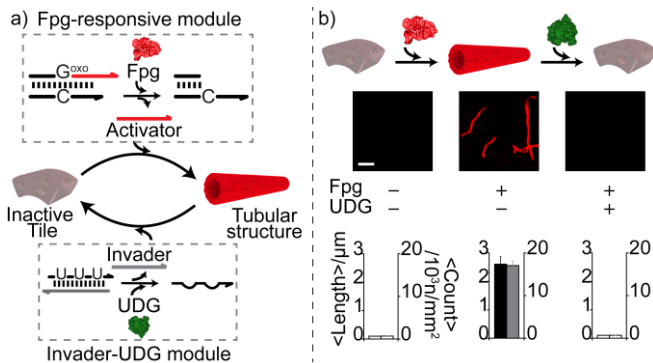 a)
Fpg-responsive module
Gᵒˣᵒ
Fpg
C
C
Activator
Inactive
Tile
Tubular
structure
Invader
U U U
UDG
Invader-UDG module
b)
Fpg − + +
UDG − − +
<Length>/μm
3 20
2
10
1
0 0
<Count>
/10³n/mm²
3 20
2
10
1
0 0
3 20
2
10
1
0 0